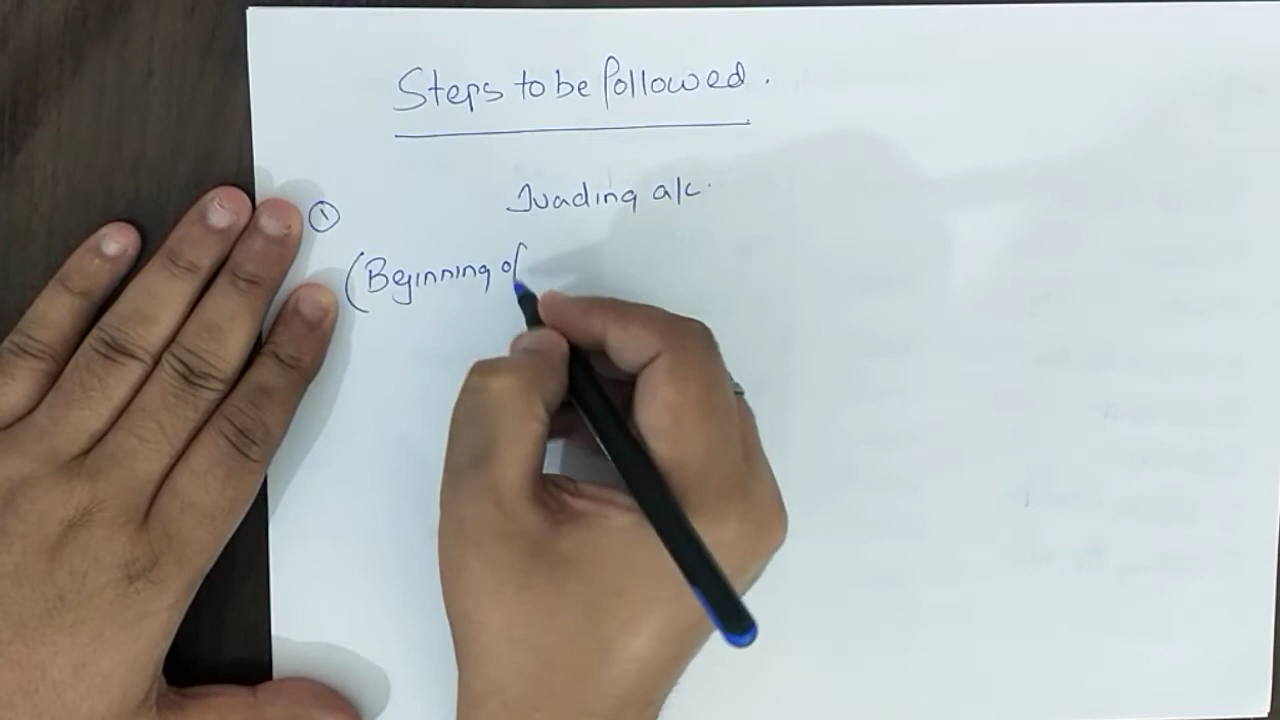 Steps to be followed.
Trading a/c.
①
(Beginning of